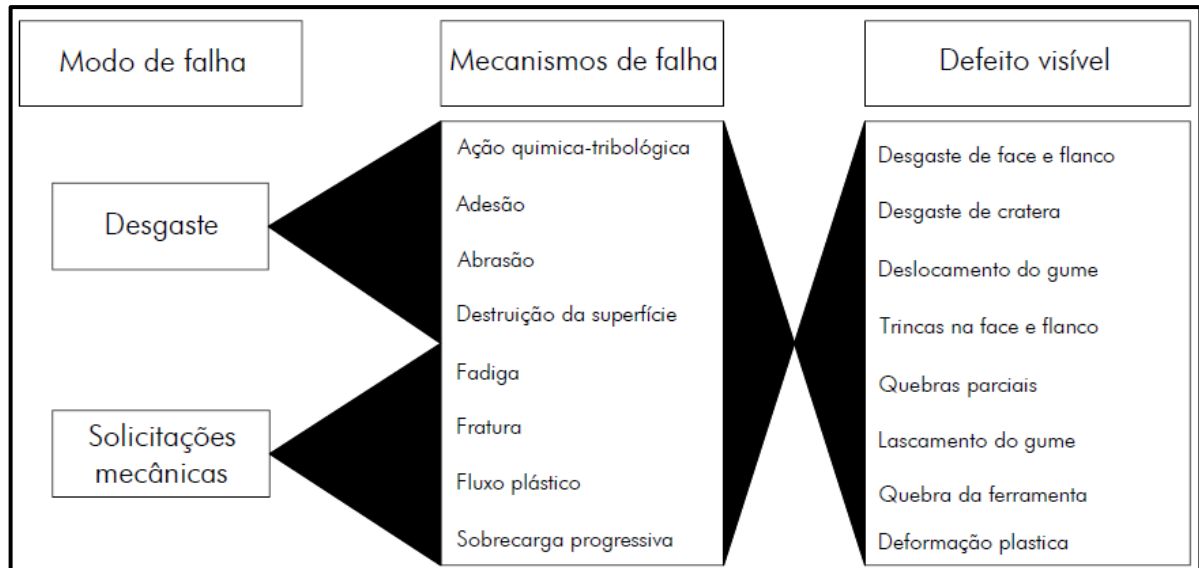 Modo de falha
Mecanismos de falha
Defeito visível
Desgaste
Solicitações
mecânicas
Ação quimica-tribológica
Adesão
Abrasão
Destruição da superfície
Fadiga
Fratura
Fluxo plástico
Sobrecarga progressiva
Desgaste de face e flanco
Desgaste de cratera
Deslocamento do gume
Trincas na face e flanco
Quebras parciais
Lascamento do gume
Quebra da ferramenta
Deformação plastica